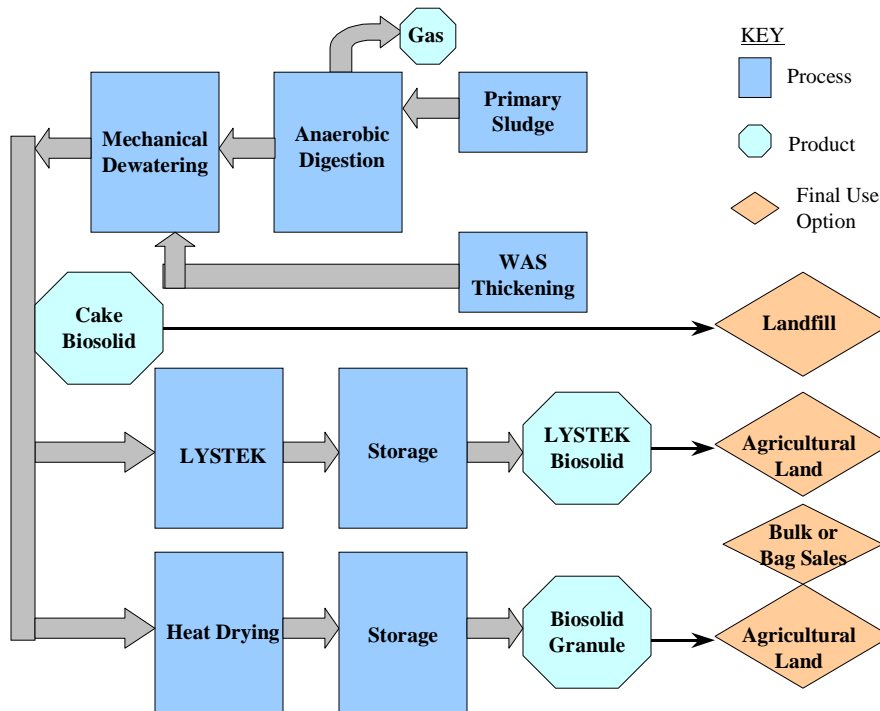 Gas
KEY
Process
Primary
Sludge
Mechanical
Dewatering
Anaerobic
Digestion
Product
Final Use
Option
WAS
Thickening
Cake
Biosolid
Landfill
LYSTEK
Storage
LYSTEK
Biosolid
Agricultural
Land
Bulk or
Bag Sales
Heat Drying
Storage
Biosolid
Granule
Agricultural
Land